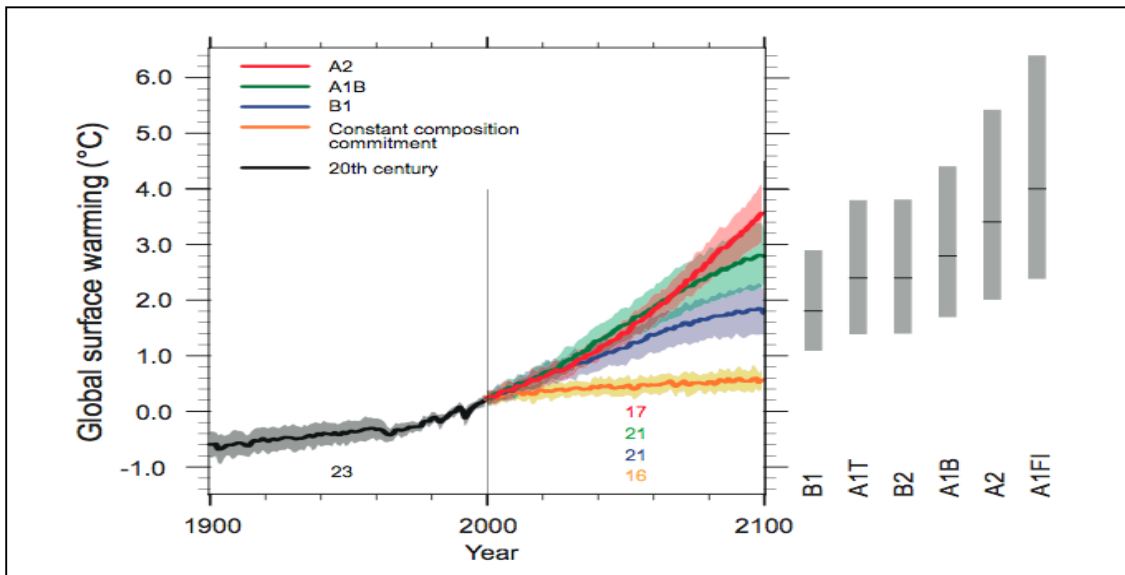 Global surface warming (°C)
6.0
5.0
4.0
3.0
2.0
1.0
0.0
-1.0
A2
A1B
B1
Constant composition
commitment
20th century
23
17
21
21
16
1900
2000
2100
Year
B1
A1T
B2
A1B
A2
A1FI